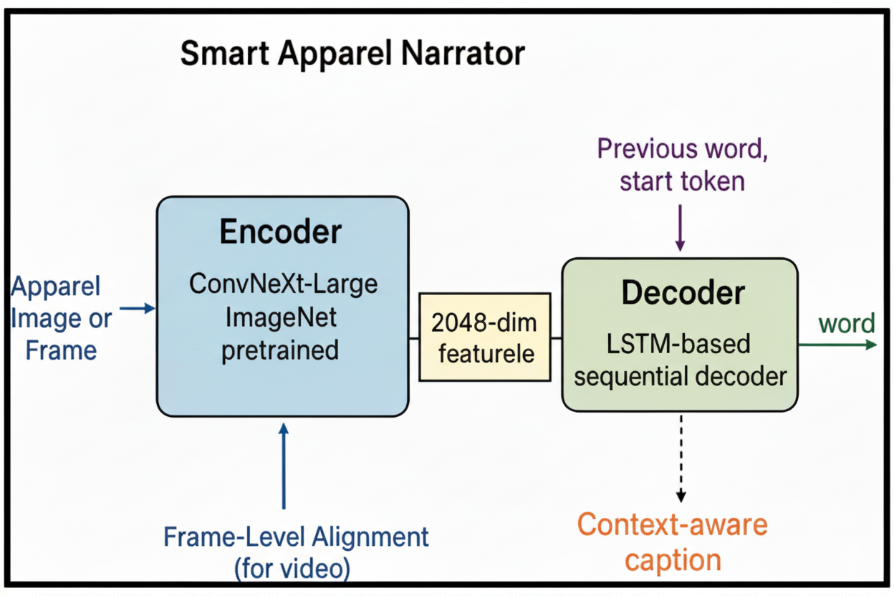 Smart Apparel Narrator
Previous word,
start token
Encoder
ConvNeXt-Large
ImageNet
pretrained
Apparel
Image or
Frame
2048-dim
featurele
Decoder
LSTM-based
sequential decoder
word
Frame-Level Alignment
(for video)
Context-aware
caption